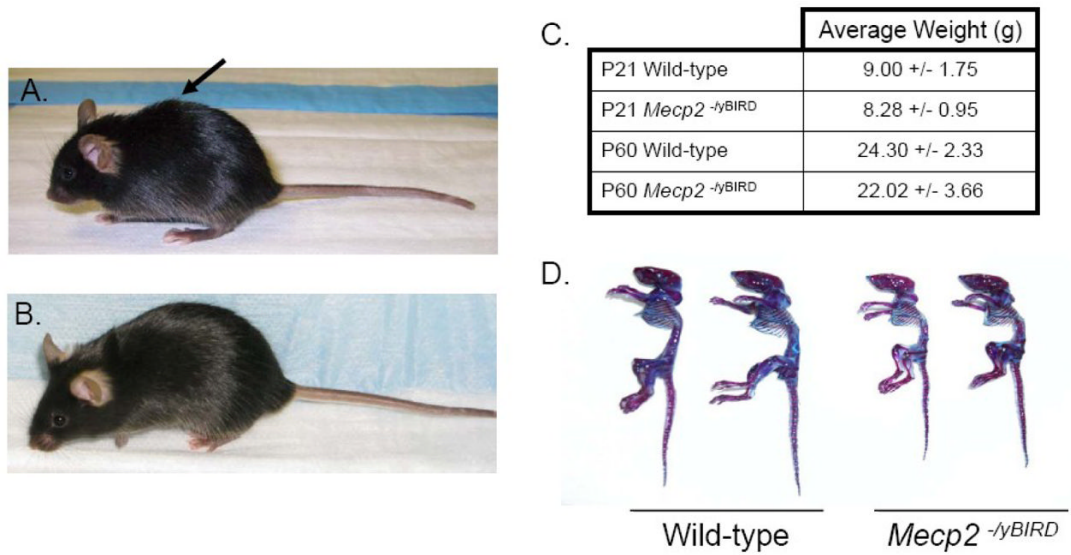 A.
B.
C.
Average Weight (g)
P21 Wild-type 9.00 +/- 1.75
P21 Mecp2 -/yBIRD 8.28 +/- 0.95
P60 Wild-type 24.30 +/- 2.33
P60 Mecp2 -/yBIRD 22.02 +/- 3.66
D.
Wild-type Mecp2 -/yBIRD